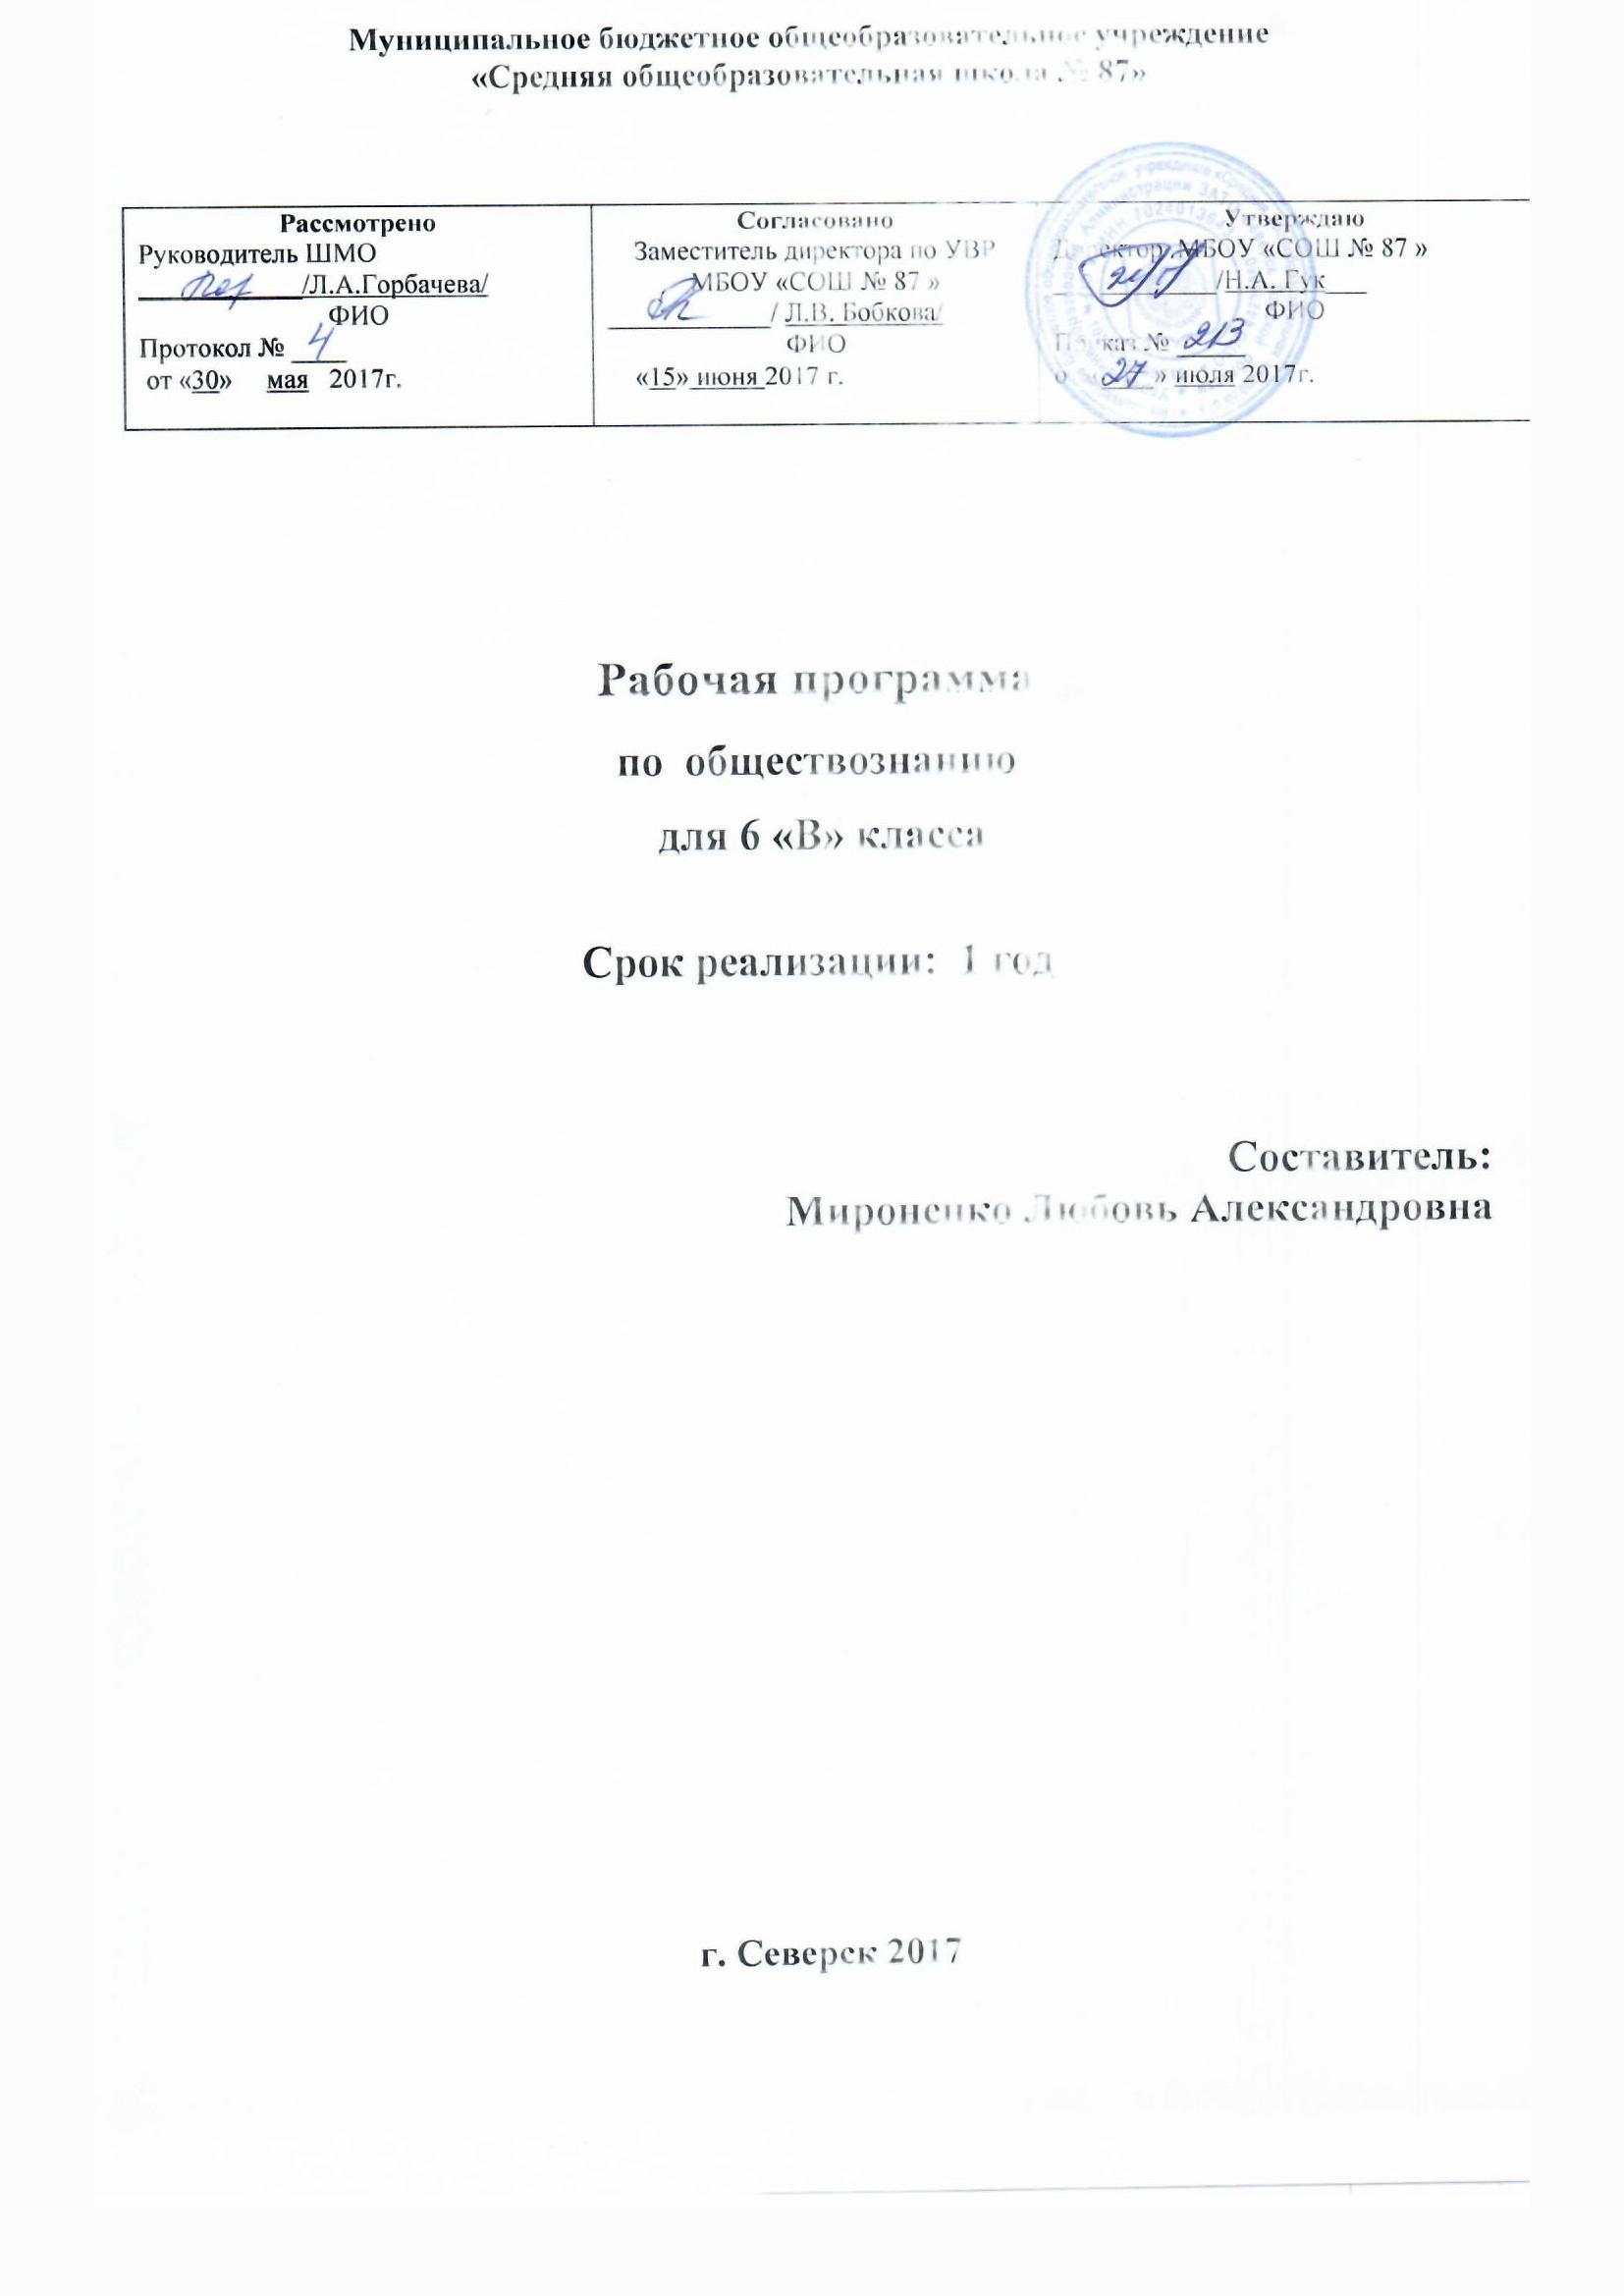 Муниципальное бюджетное общеобразовательное учреждение
«Средняя общеобразовательная школа № 87»
Рассмотрено
Руководитель ШМО
/Л.А.Горбачева/
ФИО
Протокол № 4
от «30» мая 2017г.
Согласовано
Заместитель директора по УВР
МБОУ «СОШ № 87 »
/ Л.В. Бобкова/
ФИО
«15» июня 2017 г.
Утверждаю
Директор МБОУ «СОШ № 87 »
/Н.А. Гук
ФИО
Приказ № 213
о « 27 » июля 2017г.
Рабочая программа
по обществознанию
для 6 «В» класса
Срок реализации: 1 год
Составитель:
Мироненко Любовь Александровна
г. Северск 2017